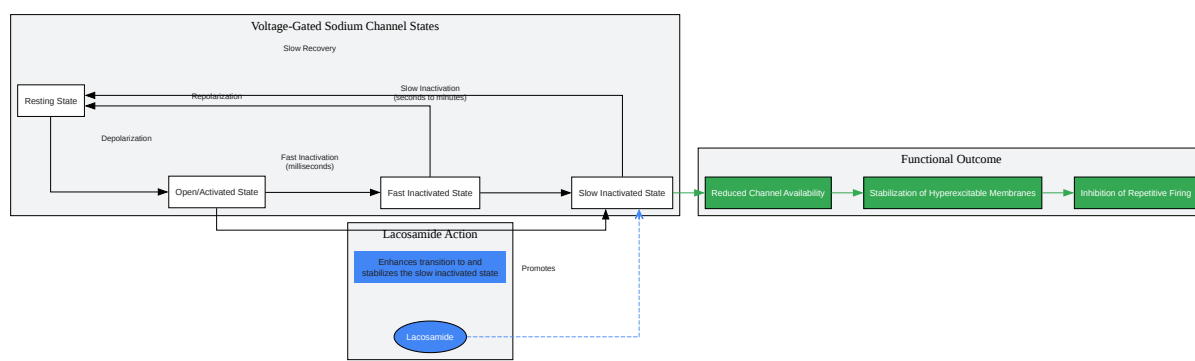 Voltage-Gated Sodium Channel States
Slow Recovery
Resting State
Slow Inactivation
(seconds to minutes)
Repolarization
Depolarization
Fast Inactivation
(milliseconds)
Open/Activated State
Fast Inactivated State
Slow Inactivated State
Functional Outcome
Reduced Channel Availability
Stabilization of Hyperexcitable Membranes
Inhibition of Repetitive Firing
Lacosamide Action
Enhances transition to and
stabilizes the slow inactivated state
Promotes
Lacosamide